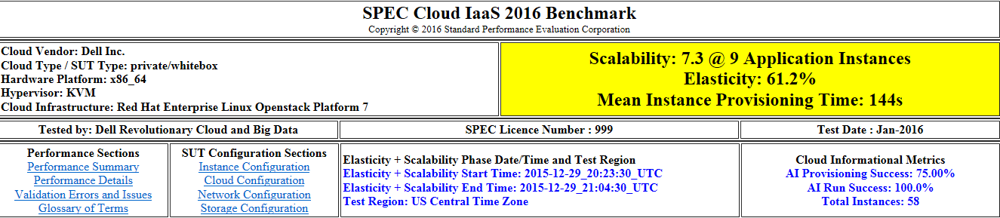 SPEC Cloud IaaS 2016 Benchmark
Copyright © 2016 Standard Performance Evaluation Corporation
Cloud Vendor: Dell Inc.
Cloud Type / SUT Type: private/whitebox
Hardware Platform: x86_64
Hypervisor: KVM
Cloud Infrastructure: Red Hat Enterprise Linux Openstack Platform 7
Scalability: 7.3 @ 9 Application Instances
Elasticity: 61.2%
Mean Instance Provisioning Time: 144s
Tested by: Dell Revolutionary Cloud and Big Data
SPEC Licence Number : 999
Test Date : Jan-2016
Performance Sections
Performance Summary
Performance Details
Validation Errors and Issues
Glossary of Terms
SUT Configuration Sections
Instance Configuration
Cloud Configuration
Network Configuration
Storage Configuration
Elasticity + Scalability Phase Date/Time and Test Region
Elasticity + Scalability Start Time: 2015-12-29_20:23:30_UTC
Elasticity + Scalability End Time: 2015-12-29_21:04:30_UTC
Test Region: US Central Time Zone
Cloud Informational Metrics
AI Provisioning Success: 75.00%
AI Run Success: 100.0%
Total Instances: 58